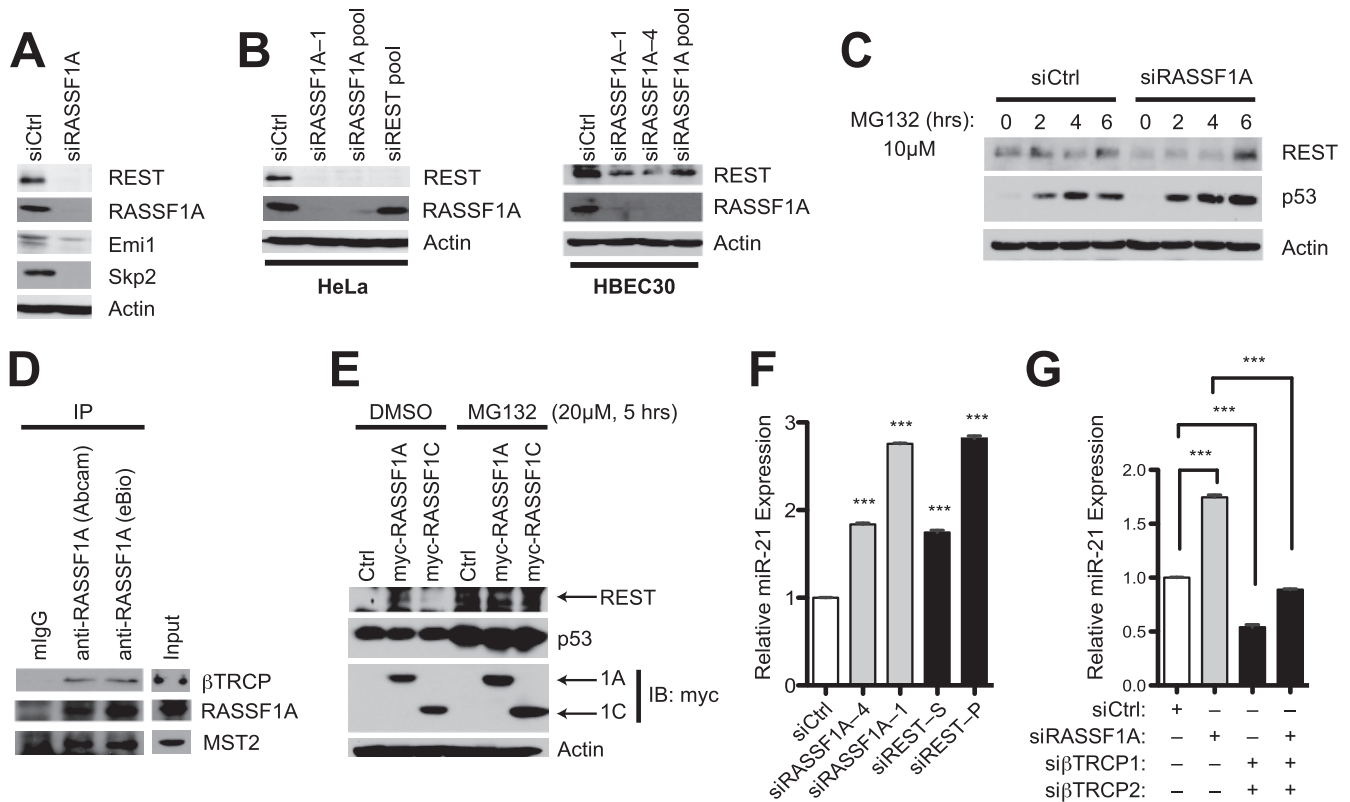 A
siCtrl
siRASSF1A
REST
RASSF1A
Emi1
Skp2
Actin
B
siCtrl
siRASSF1A–1
siRASSF1A pool
siREST pool
REST
RASSF1A
Actin
HeLa
siCtrl
siRASSF1A–1
siRASSF1A–4
siRASSF1A pool
REST
RASSF1A
Actin
HBEC30
C
siCtrl siRASSF1A
MG132 (hrs): 0 2 4 6 0 2 4 6
10µM
REST
p53
Actin
D
IP
mIgG
anti-RASSF1A (Abcam)
anti-RASSF1A (eBio)
Input
βTRCP
RASSF1A
MST2
E
DMSO MG132 (20µM, 5 hrs)
Ctrl
myc-RASSF1A
myc-RASSF1C
Ctrl
myc-RASSF1A
myc-RASSF1C
REST
p53
1A
1C
IB: myc
Actin
F
Relative miR-21 Expression
3
2
1
0
***
***
***
***
siCtrl
siRASSF1A–4
siRASSF1A–1
siREST–S
siREST–P
G
***
***
***
Relative miR-21 Expression
2.0
1.5
1.0
0.5
0.0
siCtrl: + – – –
siRASSF1A: – + – +
siβTRCP1: – – + +
siβTRCP2: – – + +